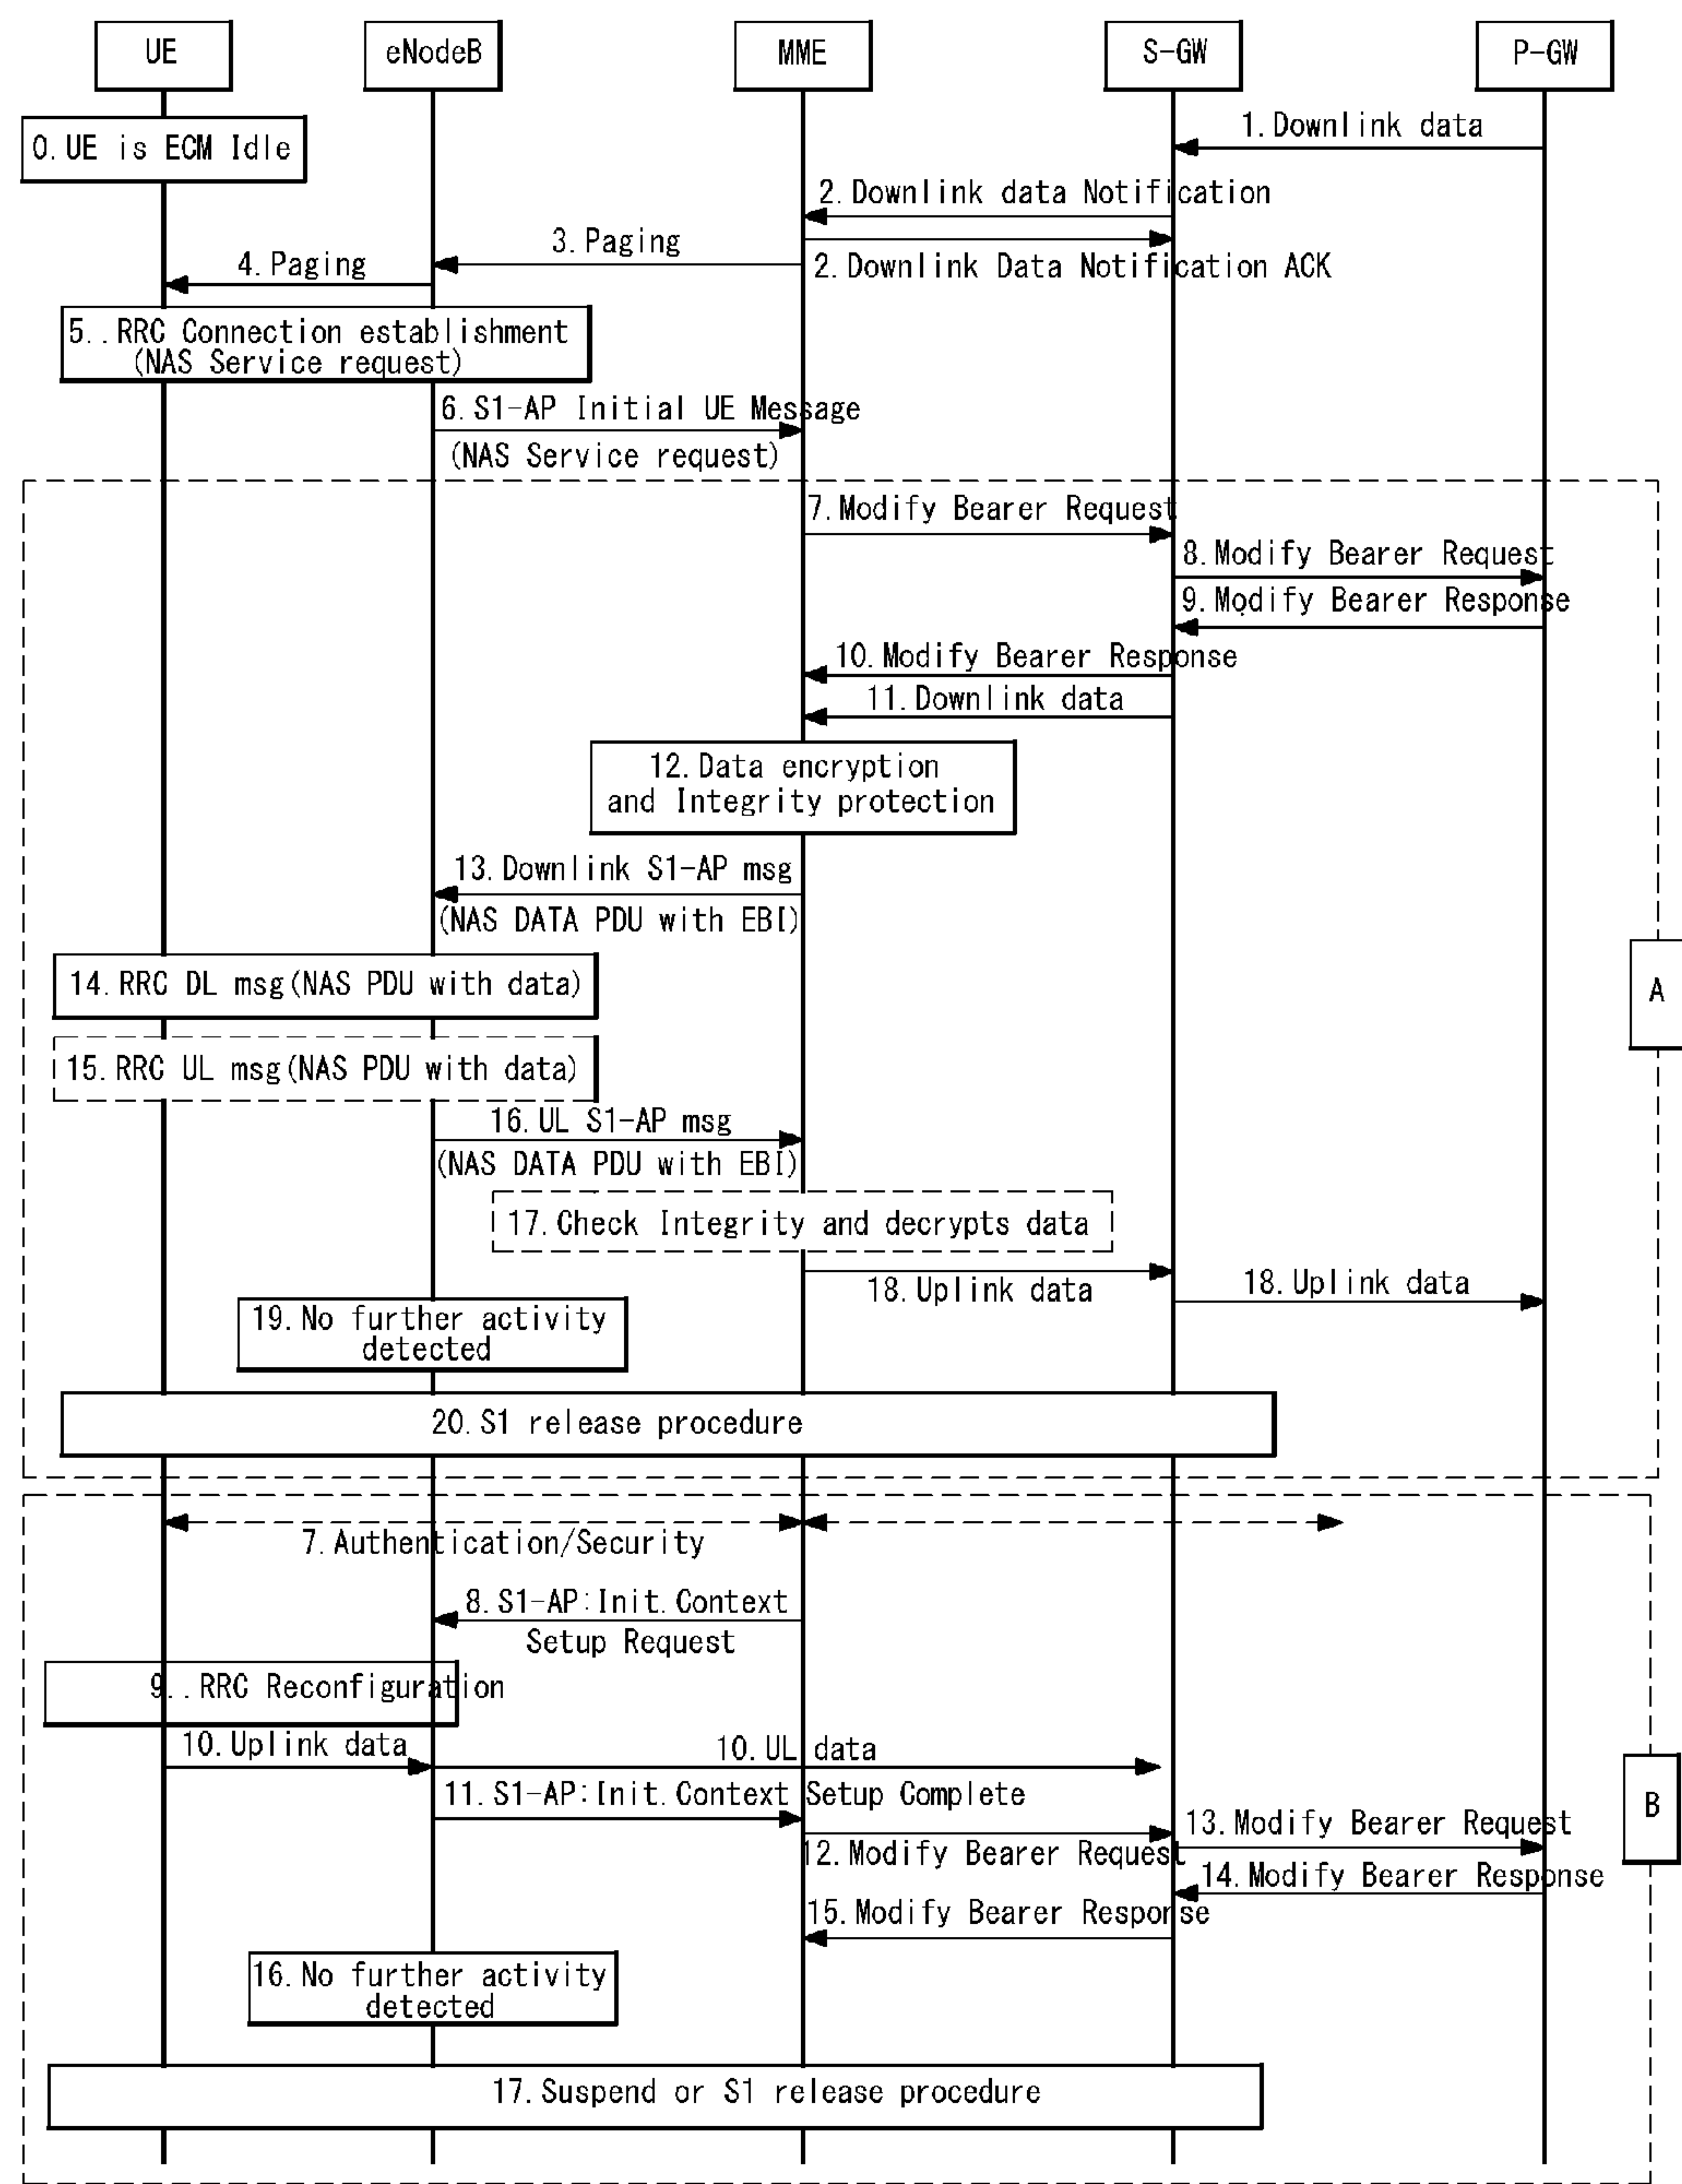 UE
eNodeB
MME
S-GW
P-GW
0.UE is ECM Idle
1.Downlink data
2.Downlink data Notification
3.Paging
4.Paging
2.Downlink Data Notification ACK
5..RRC Connection establishment
(NAS Service request)
6.S1-AP Initial UE Message
(NAS Service request)
7.Modify Bearer Request
8.Modify Bearer Request
9.Modify Bearer Response
10.Modify Bearer Response
11.Downlink data
12.Data encryption
and Integrity protection
13.Downlink S1-AP msg
(NAS DATA PDU with EBI)
14.RRC DL msg(NAS PDU with data)
A
15.RRC UL msg(NAS PDU with data)
16.UL S1-AP msg
(NAS DATA PDU with EBI)
17.Check Integrity and decrypts data
18.Uplink data
18.Uplink data
19.No further activity
detected
20.S1 release procedure
7.Authentication/Security
8.S1-AP:Init.Context
Setup Request
9..RRC Reconfiguration
10.Uplink data
10.UL data
11.S1-AP:Init.Context Setup Complete
B
13.Modify Bearer Request
12.Modify Bearer Request
14.Modify Bearer Response
15.Modify Bearer Response
16.No further activity
detected
17.Suspend or S1 release procedure